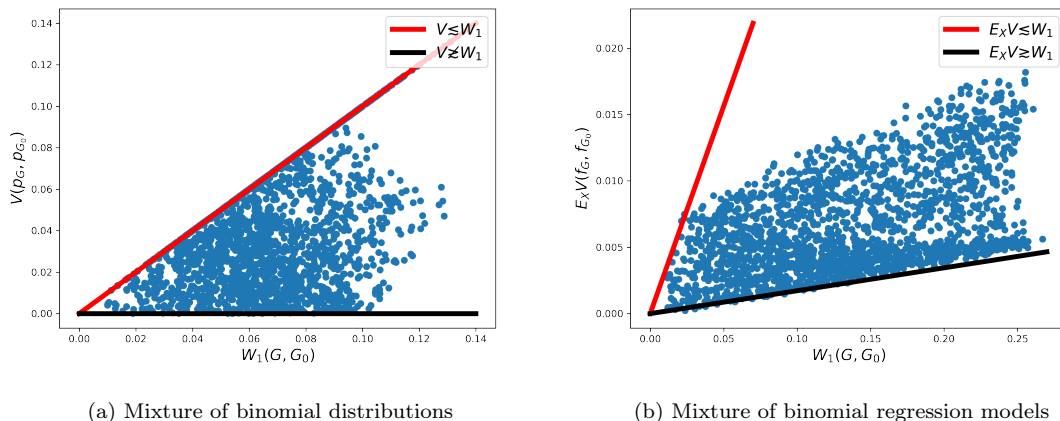 0.14
0.12
0.10
0.08
0.06
0.04
0.02
0.00
V(p_G, p_{G_0})
0.00 0.02 0.04 0.06 0.08 0.10 0.12 0.14
W_1(G, G_0)
V≲W_1
V≳W_1
(a) Mixture of binomial distributions
0.020
0.015
0.010
0.005
0.000
E_X V(f_G, f_{G_0})
0.00 0.05 0.10 0.15 0.20 0.25
W_1(G, G_0)
E_X V≲W_1
E_X V≳W_1
(b) Mixture of binomial regression models